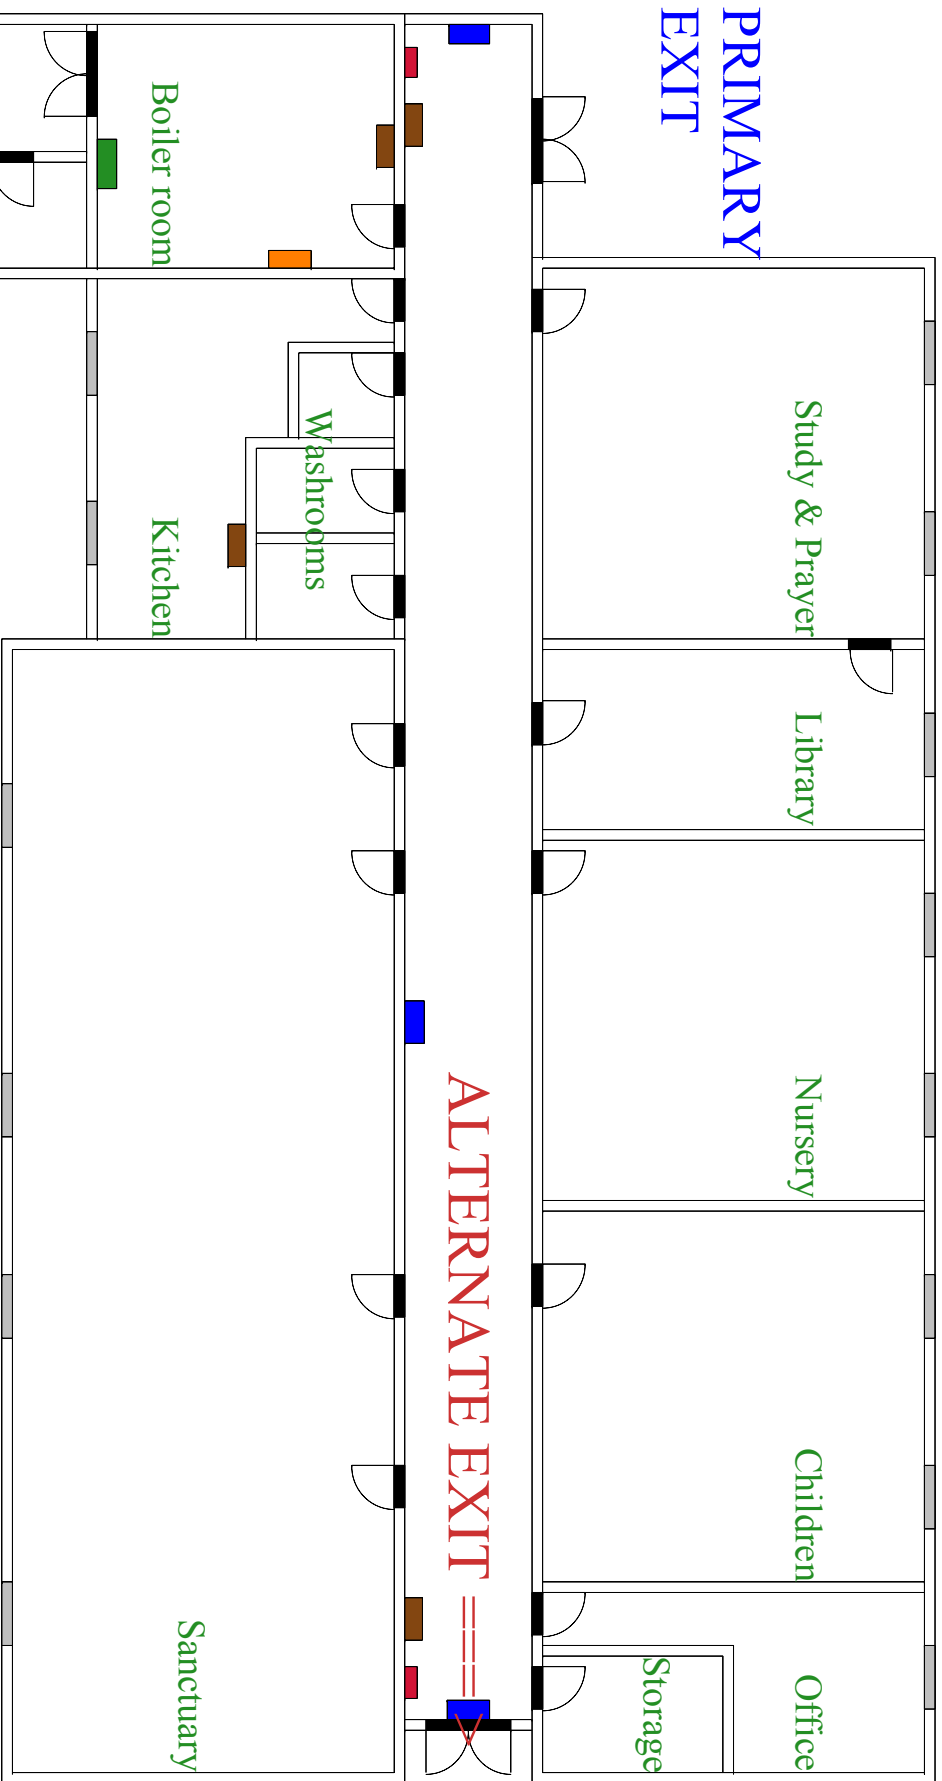 PRIMARY
EXIT
Study & Prayer
Library
Nursery
Children
Office
Storage
ALTERNATE EXIT ===>
Washrooms
Boiler room
Kitchen
Sanctuary